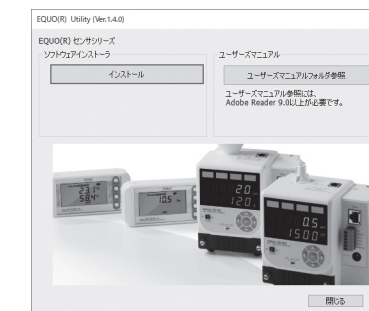 EQUO(R) Utility (Ver.1.4.0)
EQUO(R) センサシリーズ
ソフトウェアインストーラ
インストール
ユーザーズマニュアル
ユーザーズマニュアルフォルダ参照
ユーザーズマニュアル参照には、
Adobe Reader 9.0以上が必要です。
10.5
20
120
0.5
1500
閉じる